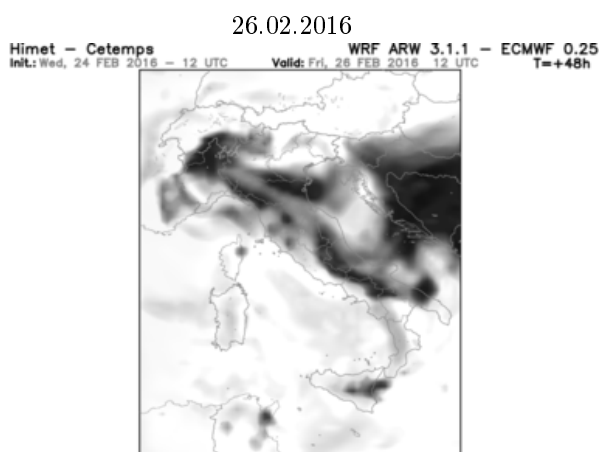 26.02.2016
Himet – Cetemps WRF ARW 3.1.1 – ECMWF 0.25
Init.: Wed, 24 FEB 2016 – 12 UTC Valid: Fri, 26 FEB 2016 12 UTC T=+48h